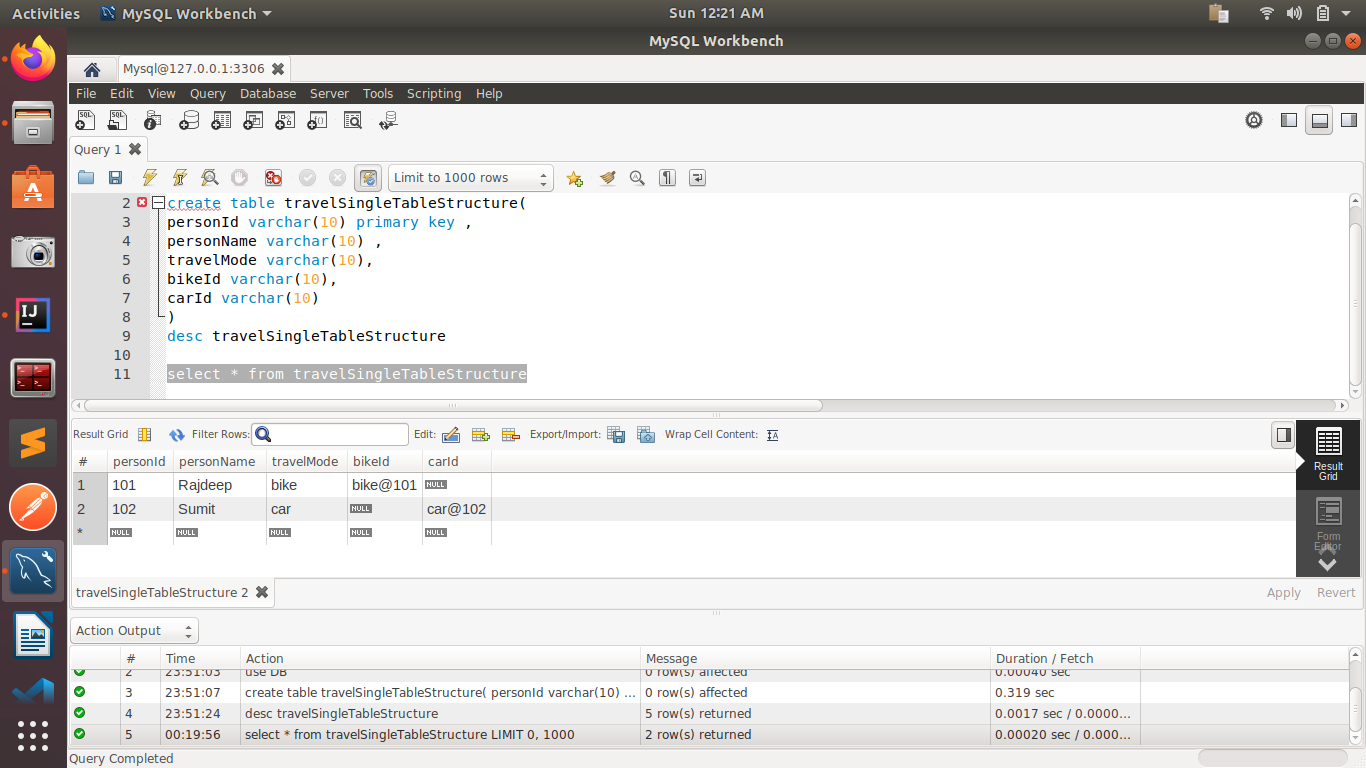 Activities MySQL Workbench Sun 12:21 AM
MySQL Workbench
Mysql@127.0.0.1:3306
File Edit View Query Database Server Tools Scripting Help
Query 1
Limit to 1000 rows
2 create table travelSingleTableStructure(
3 personId varchar(10) primary key ,
4 personName varchar(10) ,
5 travelMode varchar(10),
6 bikeId varchar(10),
7 carId varchar(10)
8 )
9 desc travelSingleTableStructure
10
11 select * from travelSingleTableStructure
Result Grid Filter Rows: Edit: Export/Import: Wrap Cell Content:
# personId personName travelMode bikeId carId
1 101 Rajdeep bike bike@101 NULL
2 102 Sumit car NULL car@102
* NULL NULL NULL NULL NULL
Result
Grid
Form
Editor
travelSingleTableStructure 2 Apply Revert
Action Output
# Time Action Message Duration / Fetch
2 23:51:03 use DB 0 row(s) affected 0.00040 sec
3 23:51:07 create table travelSingleTableStructure( personId varchar(10) ... 0 row(s) affected 0.319 sec
4 23:51:24 desc travelSingleTableStructure 5 row(s) returned 0.0017 sec / 0.0000...
5 00:19:56 select * from travelSingleTableStructure LIMIT 0, 1000 2 row(s) returned 0.00020 sec / 0.000...
Query Completed